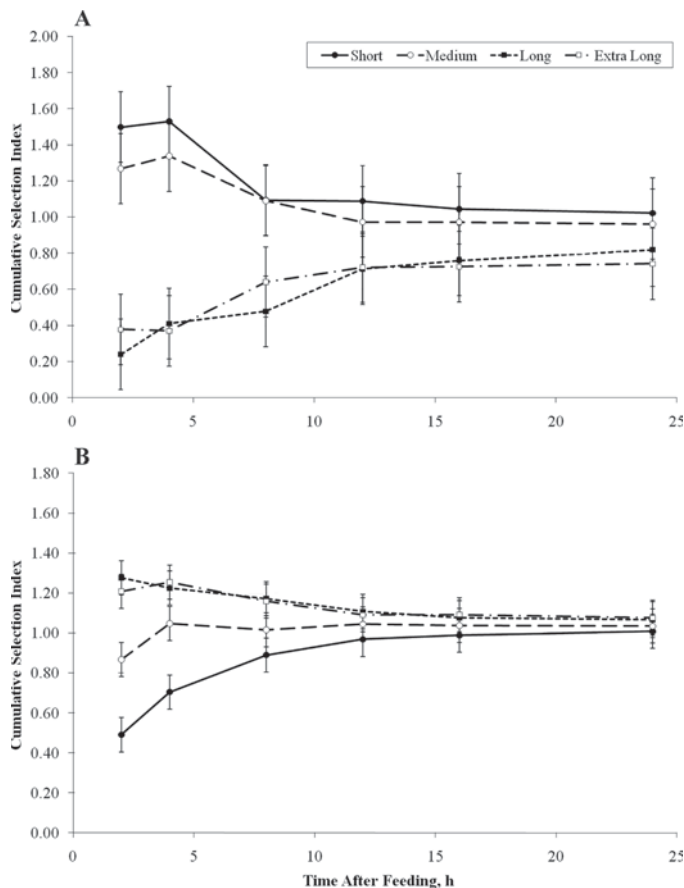 A
Short Medium Long Extra Long
2.00
1.80
1.60
1.40
1.20
1.00
0.80
0.60
0.40
0.20
0.00
Cumulative Selection Index
0 5 10 15 20 25
B
1.80
1.60
1.40
1.20
1.00
0.80
0.60
0.40
0.20
0.00
Cumulative Selection Index
0 5 10 15 20 25
Time After Feeding, h